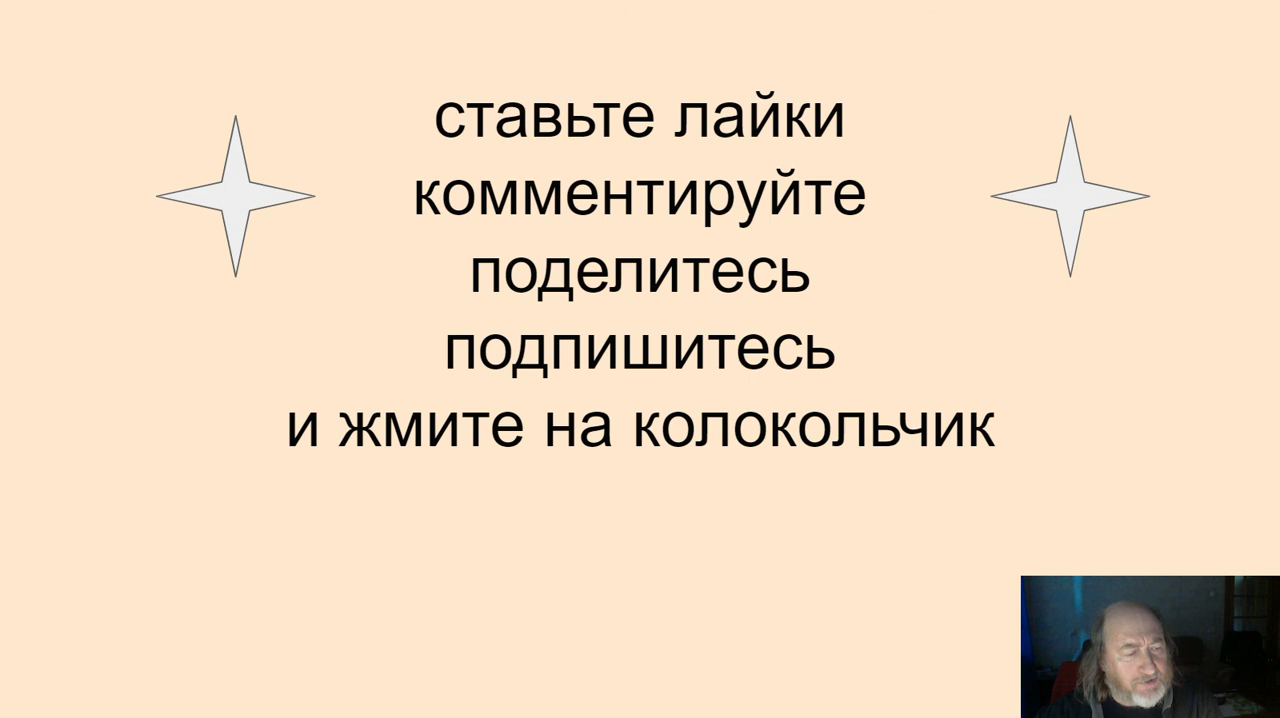 ставьте лайки
комментируйте
поделитесь
подпишитесь
и жмите на колокольчик